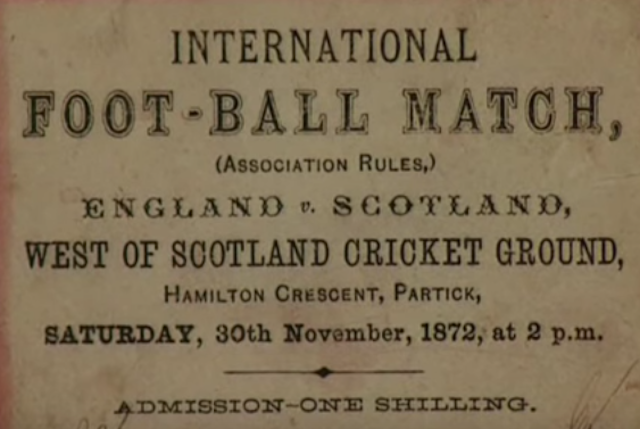 INTERNATIONAL
FOOT-BALL MATCH,
(ASSOCIATION RULES,)
ENGLAND v. SCOTLAND,
WEST OF SCOTLAND CRICKET GROUND,
HAMILTON CRESCENT, PARTICK,
SATURDAY, 30th November, 1872, at 2 p.m.
ADMISSION–ONE SHILLING.